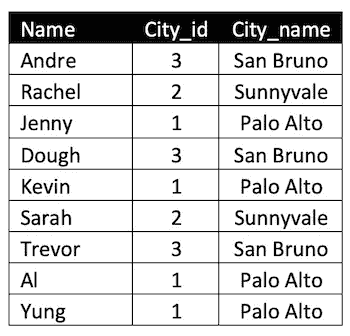 Name City_id City_name
Andre 3 San Bruno
Rachel 2 Sunnyvale
Jenny 1 Palo Alto
Dough 3 San Bruno
Kevin 1 Palo Alto
Sarah 2 Sunnyvale
Trevor 3 San Bruno
Al 1 Palo Alto
Yung 1 Palo Alto